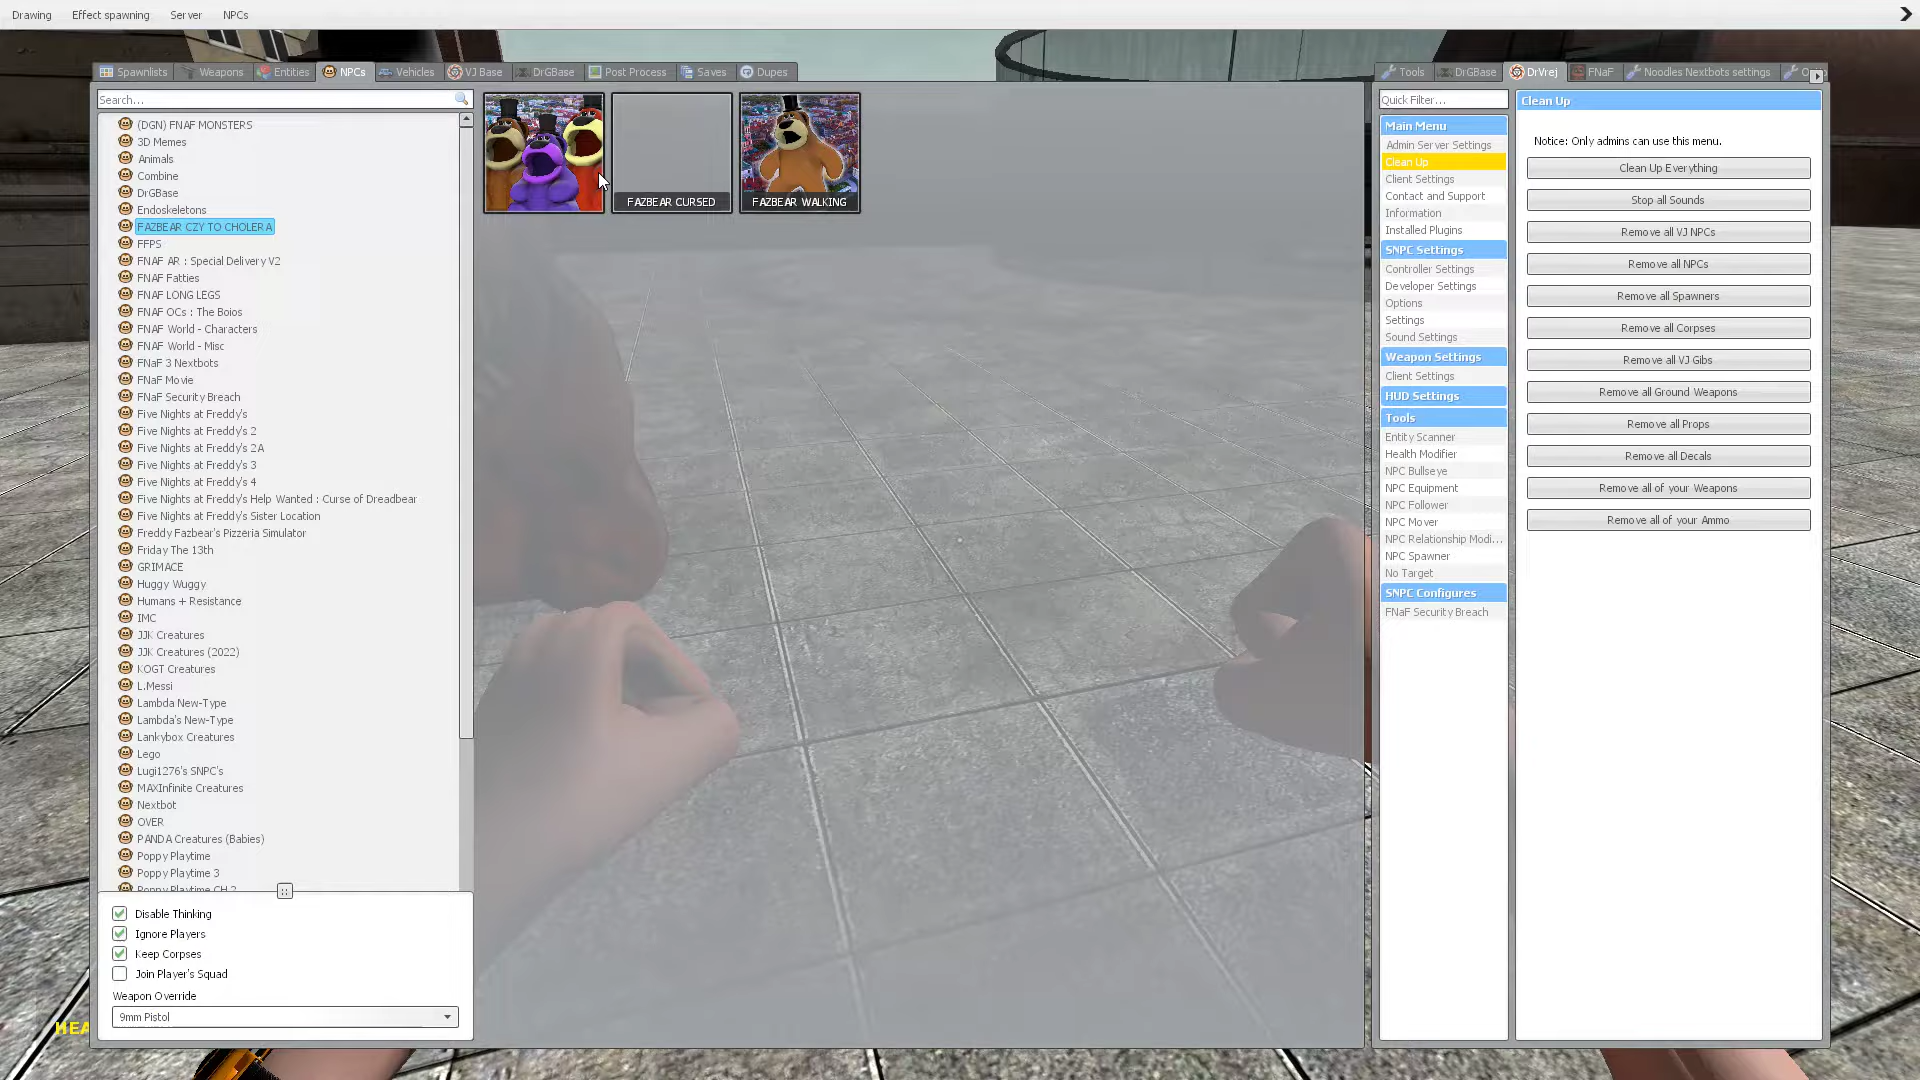 Drawing Effect spawning Server NPCs
Spawnlists Weapons Entities NPCs Vehicles VJ Base DrGBase Post Process Saves Dupes
Search...
(DGN) FNAF MONSTERS
3D Memes
Animals
Combine
DrGBase
Endoskeletons
FAZBEAR CZY TO CHOLERA
FFPS
FNAF AR : Special Delivery V2
FNAF Fatties
FNAF LONG LEGS
FNAF OCs : The Boios
FNAF World - Characters
FNAF World - Misc
FNaF 3 Nextbots
FNaF Movie
FNaF Security Breach
Five Nights at Freddy's
Five Nights at Freddy's 2
Five Nights at Freddy's 2A
Five Nights at Freddy's 3
Five Nights at Freddy's 4
Five Nights at Freddy's Help Wanted : Curse of Dreadbear
Five Nights at Freddy's Sister Location
Freddy Fazbear's Pizzeria Simulator
Friday The 13th
GRIMACE
Huggy Wuggy
Humans + Resistance
IMC
JJK Creatures
JJK Creatures (2022)
KOGT Creatures
L.Messi
Lambda New-Type
Lambda's New-Type
Lankybox Creatures
Lego
Lugi1276's SNPC's
MAXInfinite Creatures
Nextbot
OVER
PANDA Creatures (Babies)
Poppy Playtime
Poppy Playtime 3
Poppy Playtime CH 2
Disable Thinking
Ignore Players
Keep Corpses
Join Player's Squad
Weapon Override
9mm Pistol
HEA
FAZBEAR CURSED
FAZBEAR WALKING
Tools DrGBase DrVrej FNaF Noodles Nextbots settings
Quick Filter...
Main Menu
Admin Server Settings
Clean Up
Client Settings
Contact and Support
Information
Installed Plugins
SNPC Settings
Controller Settings
Developer Settings
Options
Settings
Sound Settings
Weapon Settings
Client Settings
HUD Settings
Tools
Entity Scanner
Health Modifier
NPC Bullseye
NPC Equipment
NPC Follower
NPC Mover
NPC Relationship Modi...
NPC Spawner
No Target
SNPC Configures
FNaF Security Breach
Clean Up
Notice: Only admins can use this menu.
Clean Up Everything
Stop all Sounds
Remove all VJ NPCs
Remove all NPCs
Remove all Spawners
Remove all Corpses
Remove all VJ Gibs
Remove all Ground Weapons
Remove all Props
Remove all Decals
Remove all of your Weapons
Remove all of your Ammo